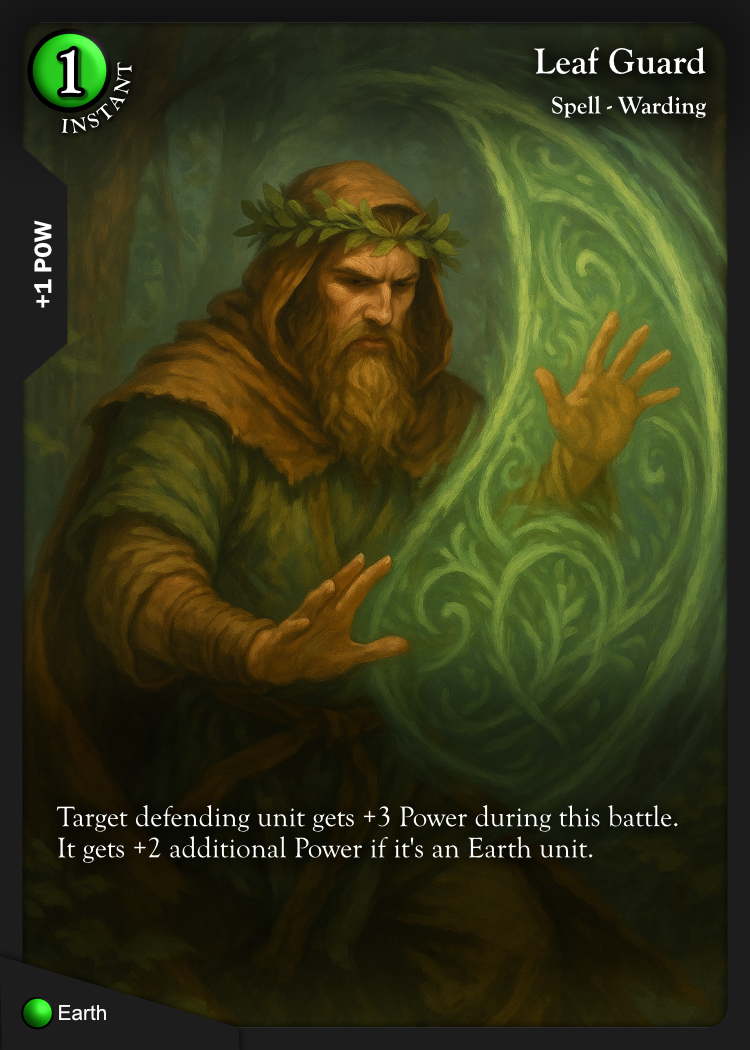 1
INSTANT
Leaf Guard
Spell - Warding
+1 POW
Target defending unit gets +3 Power during this battle.
It gets +2 additional Power if it's an Earth unit.
Earth